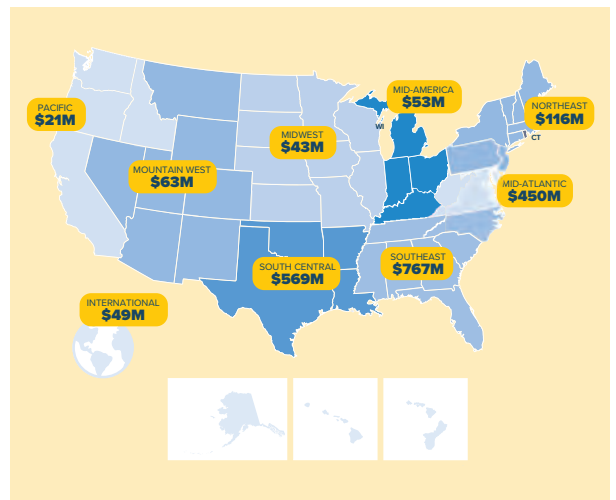 MID-AMERICA
$53M
PACIFIC
$21M
NORTHEAST
$116M
WI
MIDWEST
$43M
CT
MOUNTAIN WEST
$63M
MID-ATLANTIC
$450M
SOUTH CENTRAL
$569M
SOUTHEAST
$767M
INTERNATIONAL
$49M